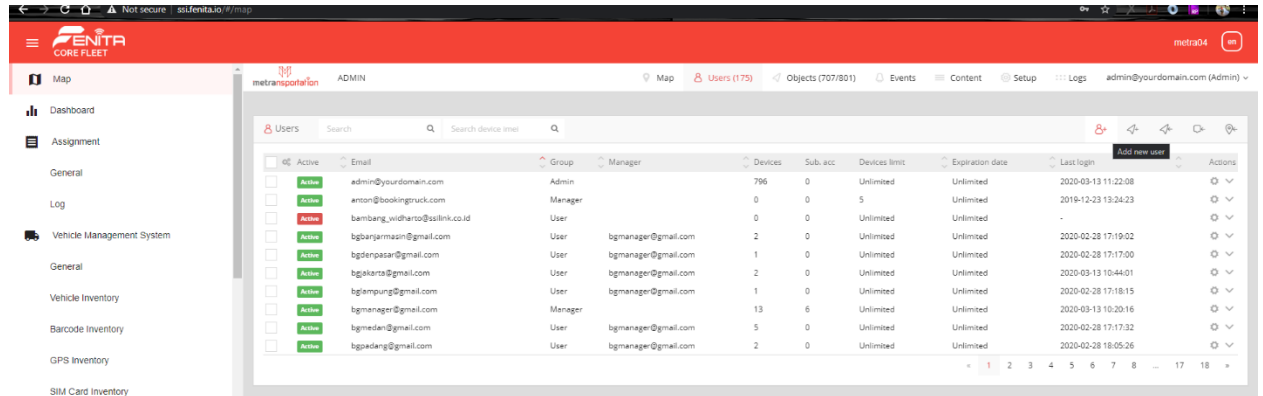 Not secure | ssi.fenita.io/#/map
FENITA
CORE FLEET
metra04 en
Map
Dashboard
Assignment
General
Log
Vehicle Management System
General
Vehicle Inventory
Barcode Inventory
GPS Inventory
SIM Card Inventory
metransportation ADMIN Map Users (175) Objects (707/801) Events Content Setup Logs admin@yourdomain.com (Admin)
Users Search Search device imei
Add new user
Active Email Group Manager Devices Sub. acc Devices limit Expiration date Last login Actions
Active admin@yourdomain.com Admin 796 0 Unlimited Unlimited 2020-03-13 11:22:08
Active anton@bookingtruck.com Manager 0 0 5 Unlimited 2019-12-23 13:24:23
Active bambang_widharto@ssilink.co.id User 0 0 Unlimited Unlimited -
Active bgbanjarmasin@gmail.com User bgmanager@gmail.com 2 0 Unlimited Unlimited 2020-02-28 17:19:02
Active bgdenpasar@gmail.com User bgmanager@gmail.com 1 0 Unlimited Unlimited 2020-02-28 17:17:00
Active bgjakarta@gmail.com User bgmanager@gmail.com 2 0 Unlimited Unlimited 2020-03-13 10:44:01
Active bglampung@gmail.com User bgmanager@gmail.com 1 0 Unlimited Unlimited 2020-02-28 17:18:15
Active bgmanager@gmail.com Manager 13 6 Unlimited Unlimited 2020-03-13 10:20:16
Active bgmedan@gmail.com User bgmanager@gmail.com 5 0 Unlimited Unlimited 2020-02-28 17:17:32
Active bgpadang@gmail.com User bgmanager@gmail.com 2 0 Unlimited Unlimited 2020-02-28 18:05:26
« 1 2 3 4 5 6 7 8 ... 17 18 »